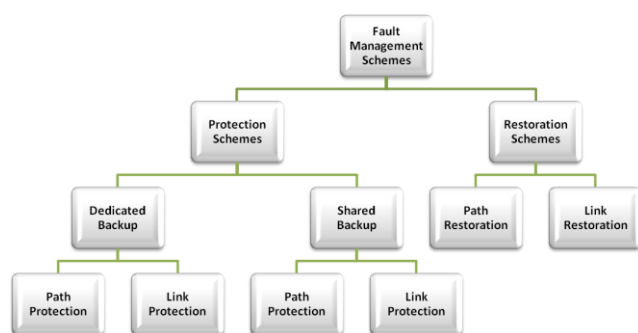 Fault
Management
Schemes
Protection
Schemes
Restoration
Schemes
Dedicated
Backup
Shared
Backup
Path
Restoration
Link
Restoration
Path
Protection
Link
Protection
Path
Protection
Link
Protection